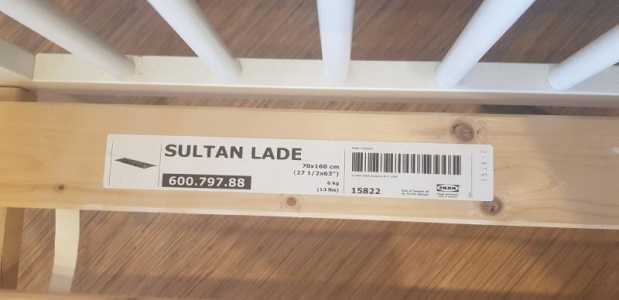 SULTAN LADE
70x160 cm
(27 1/2x63")
600.797.88
6 kg
(13 lbs)
15822
IKEA